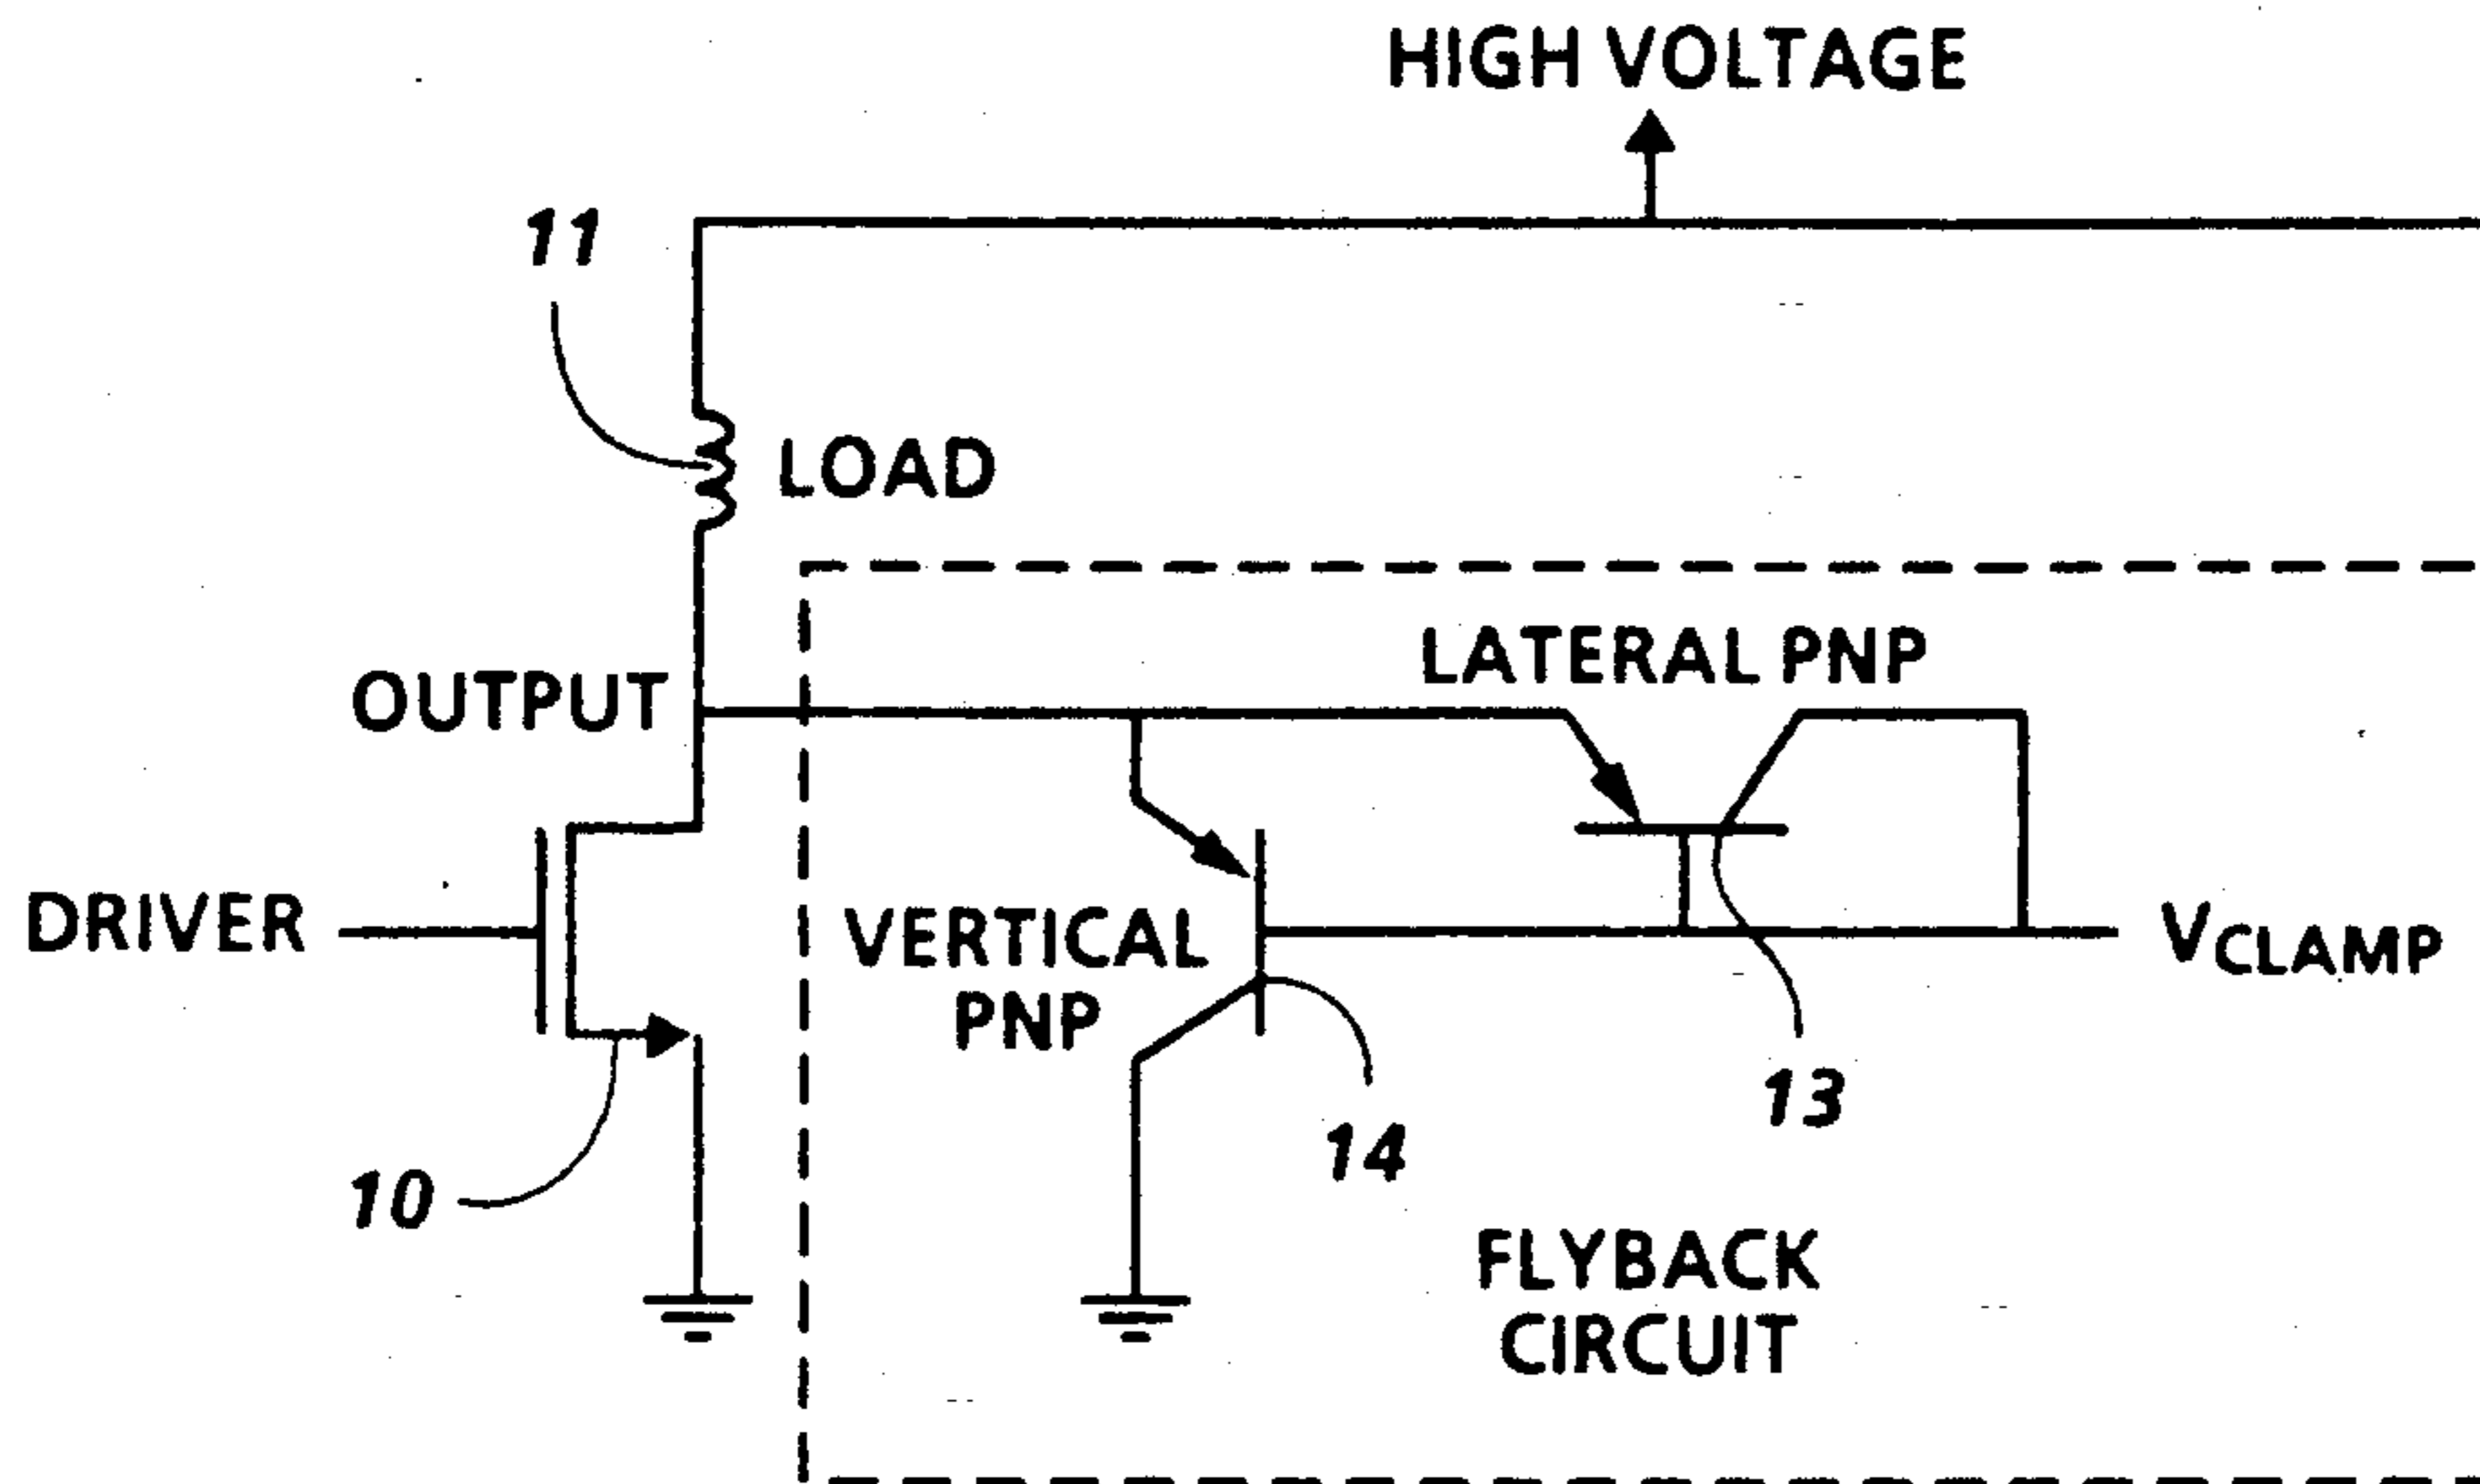 HIGH VOLTAGE
11
LOAD
LATERAL PNP
OUTPUT
DRIVER
VERTICAL
PNP
VCLAMP
13
14
10
FLYBACK
CIRCUIT